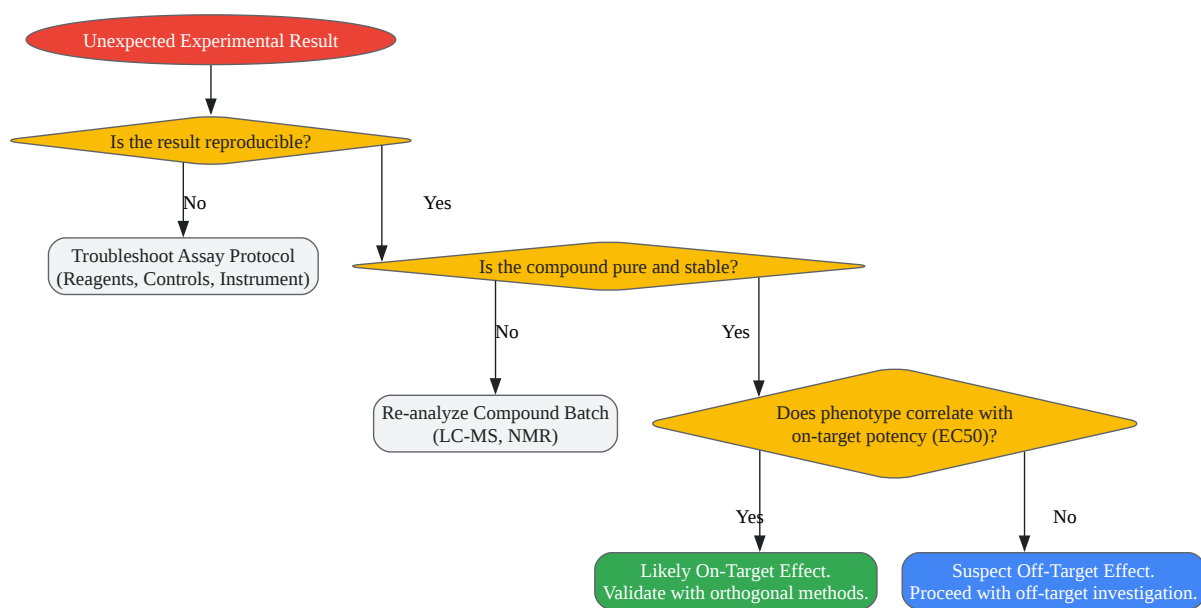 Unexpected Experimental Result
Is the result reproducible?
No
Yes
Troubleshoot Assay Protocol
(Reagents, Controls, Instrument)
Is the compound pure and stable?
No
Yes
Re-analyze Compound Batch
(LC-MS, NMR)
Does phenotype correlate with
on-target potency (EC50)?
Yes
No
Likely On-Target Effect.
Validate with orthogonal methods.
Suspect Off-Target Effect.
Proceed with off-target investigation.